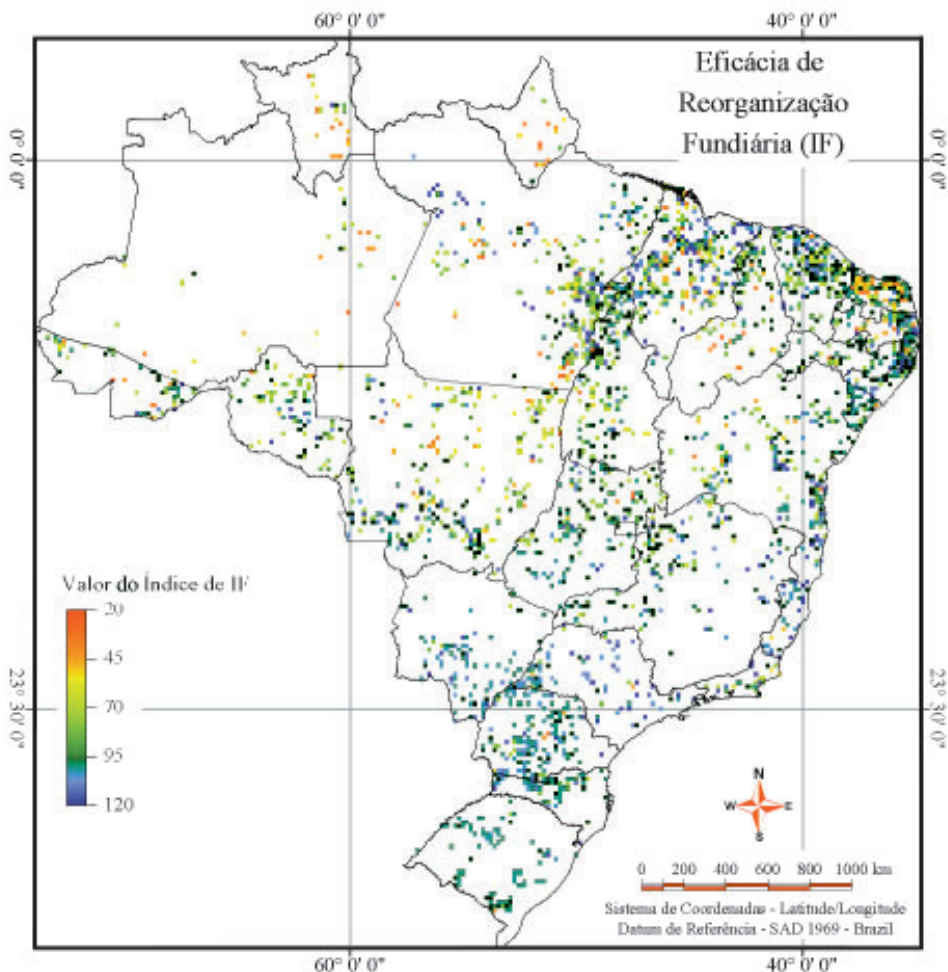 60° 0' 0"
40° 0' 0"
Eficácia de
Reorganização
Fundiária (IF)
0° 0' 0"
0° 0' 0"
Valor do Índice de IF
20
45
70
95
120
23° 30' 0"
23° 30' 0"
N
W E
S
0 200 400 600 800 1000 km
Sistema de Coordenadas - Latitude/Longitude
Datum de Referência - SAD 1969 - Brazil
60° 0' 0"
40° 0' 0"